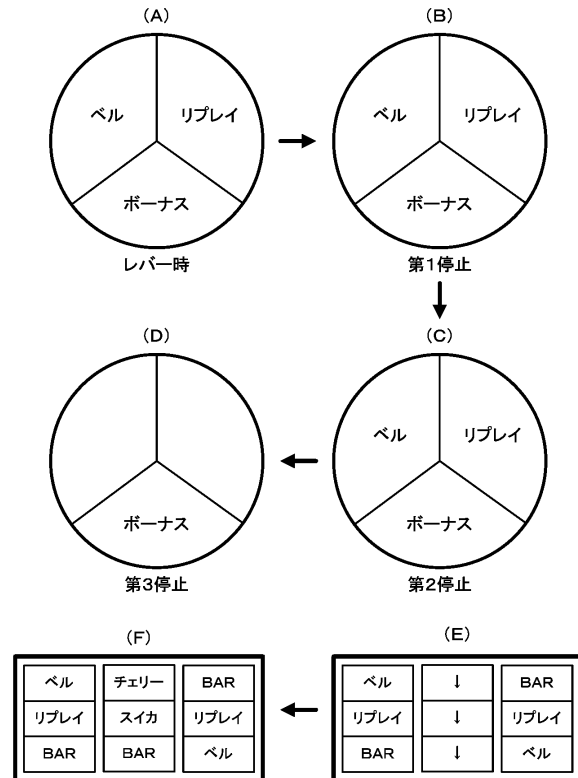 (A)
ベル
リプレイ
ボーナス
レバー時
(B)
ベル
リプレイ
ボーナス
第1停止
(C)
ベル
リプレイ
ボーナス
第2停止
(D)
ボーナス
第3停止
(E)
ベル ↓ BAR
リプレイ ↓ リプレイ
BAR ↓ ベル
(F)
ベル チェリー BAR
リプレイ スイカ リプレイ
BAR BAR ベル